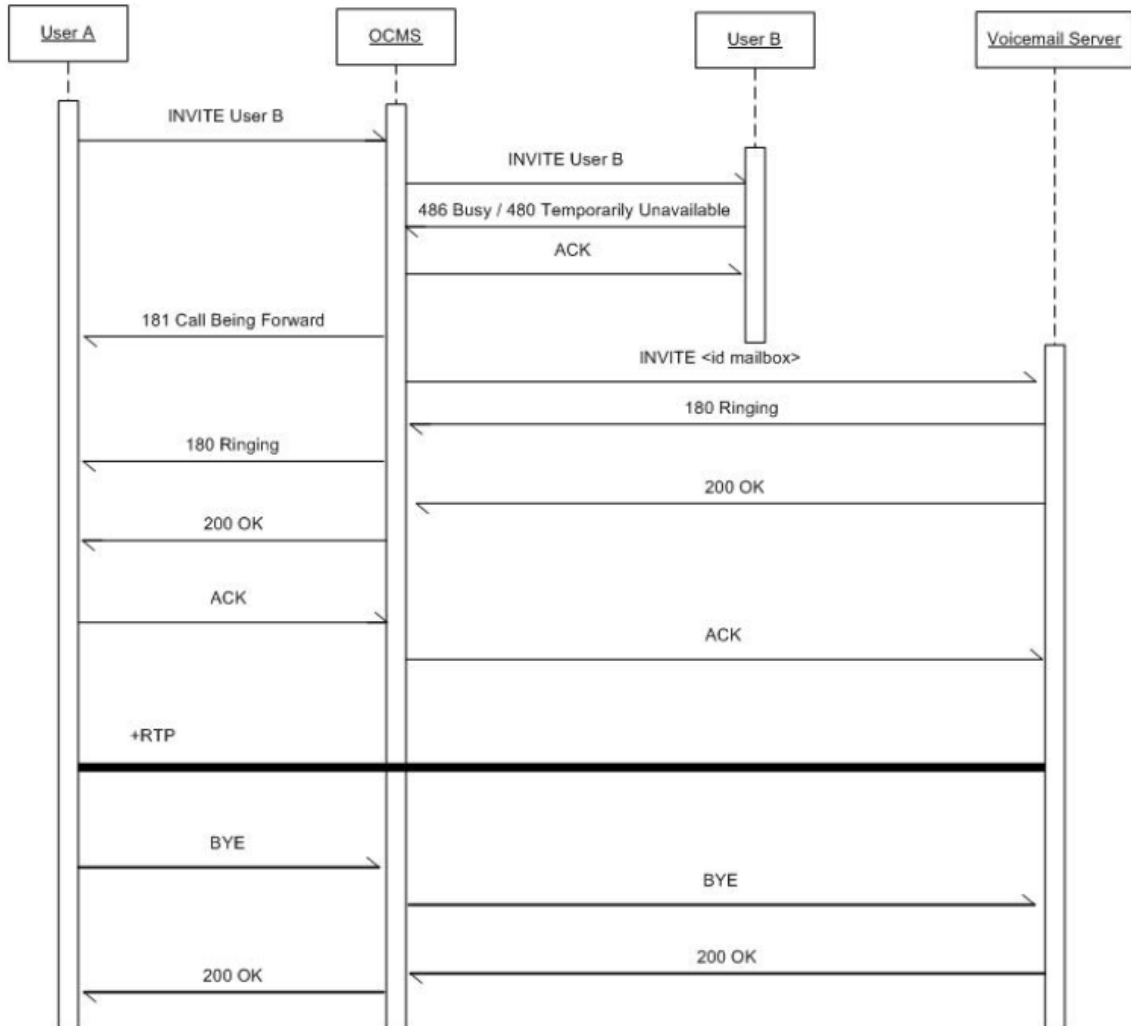 User A
OCMS
User B
Voicemail Server
INVITE User B
INVITE User B
486 Busy / 480 Temporarily Unavailable
ACK
181 Call Being Forward
INVITE <id mailbox>
180 Ringing
180 Ringing
200 OK
200 OK
ACK
ACK
+RTP
BYE
BYE
200 OK
200 OK